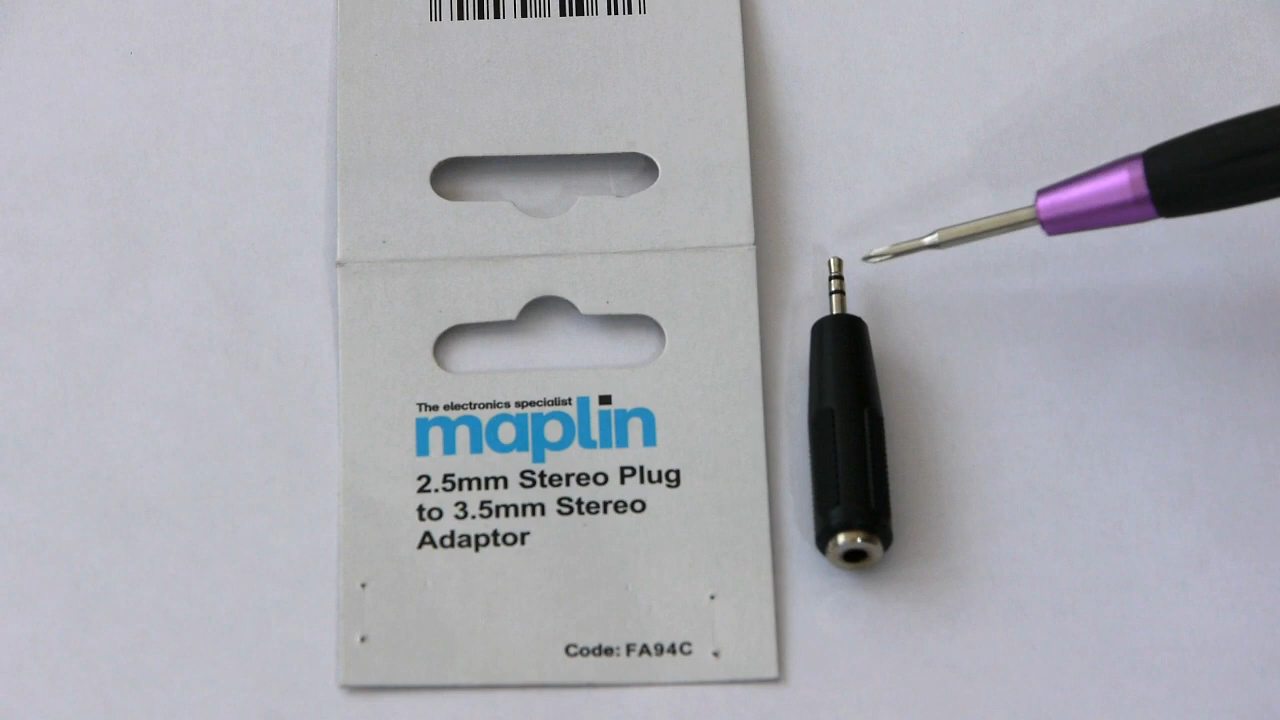 The electronics specialist
maplin
2.5mm Stereo Plug
to 3.5mm Stereo
Adaptor
Code: FA94C